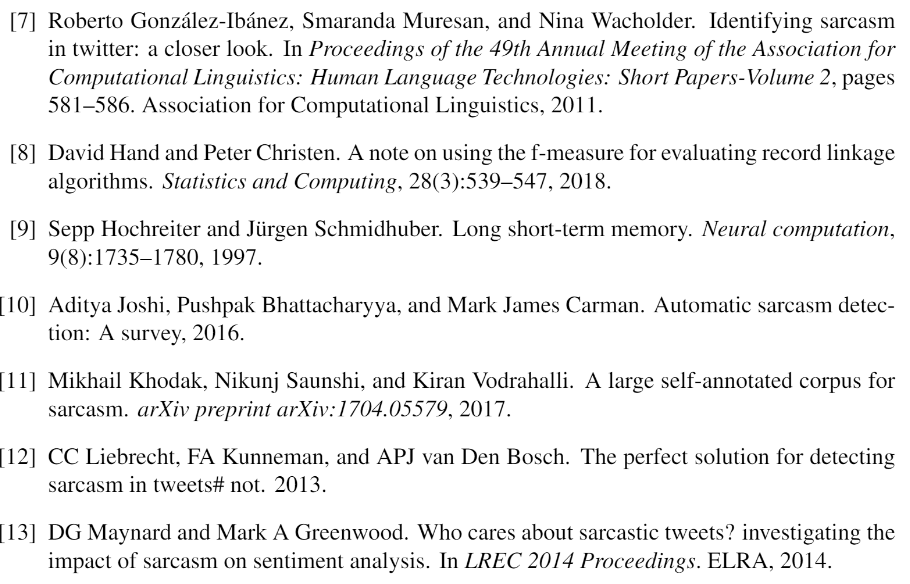 [7] Roberto González-Ibánez, Smaranda Muresan, and Nina Wacholder. Identifying sarcasm
in twitter: a closer look. In Proceedings of the 49th Annual Meeting of the Association for
Computational Linguistics: Human Language Technologies: Short Papers-Volume 2, pages
581–586. Association for Computational Linguistics, 2011.
[8] David Hand and Peter Christen. A note on using the f-measure for evaluating record linkage
algorithms. Statistics and Computing, 28(3):539–547, 2018.
[9] Sepp Hochreiter and Jürgen Schmidhuber. Long short-term memory. Neural computation,
9(8):1735–1780, 1997.
[10] Aditya Joshi, Pushpak Bhattacharyya, and Mark James Carman. Automatic sarcasm detec-
tion: A survey, 2016.
[11] Mikhail Khodak, Nikunj Saunshi, and Kiran Vodrahalli. A large self-annotated corpus for
sarcasm. arXiv preprint arXiv:1704.05579, 2017.
[12] CC Liebrecht, FA Kunneman, and APJ van Den Bosch. The perfect solution for detecting
sarcasm in tweets# not. 2013.
[13] DG Maynard and Mark A Greenwood. Who cares about sarcastic tweets? investigating the
impact of sarcasm on sentiment analysis. In LREC 2014 Proceedings. ELRA, 2014.